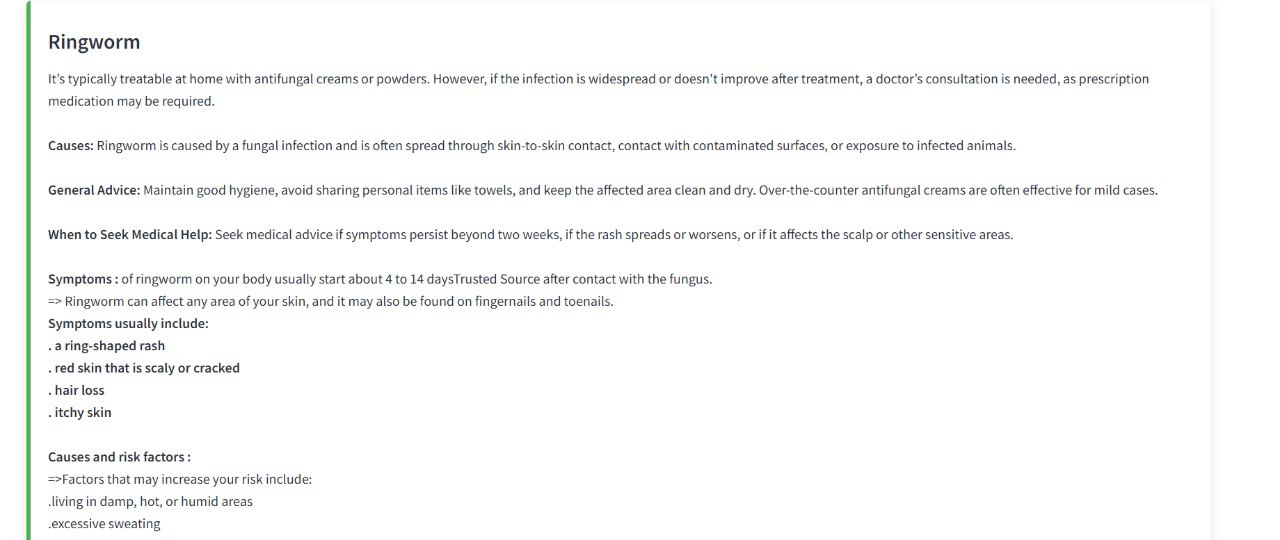 Ringworm
It's typically treatable at home with antifungal creams or powders. However, if the infection is widespread or doesn't improve after treatment, a doctor's consultation is needed, as prescription
medication may be required.
Causes: Ringworm is caused by a fungal infection and is often spread through skin-to-skin contact, contact with contaminated surfaces, or exposure to infected animals.
General Advice: Maintain good hygiene, avoid sharing personal items like towels, and keep the affected area clean and dry. Over-the-counter antifungal creams are often effective for mild cases.
When to Seek Medical Help: Seek medical advice if symptoms persist beyond two weeks, if the rash spreads or worsens, or if it affects the scalp or other sensitive areas.
Symptoms : of ringworm on your body usually start about 4 to 14 daysTrusted Source after contact with the fungus.
=> Ringworm can affect any area of your skin, and it may also be found on fingernails and toenails.
Symptoms usually include:
. a ring-shaped rash
. red skin that is scaly or cracked
. hair loss
. itchy skin
Causes and risk factors :
=>Factors that may increase your risk include:
.living in damp, hot, or humid areas
.excessive sweating